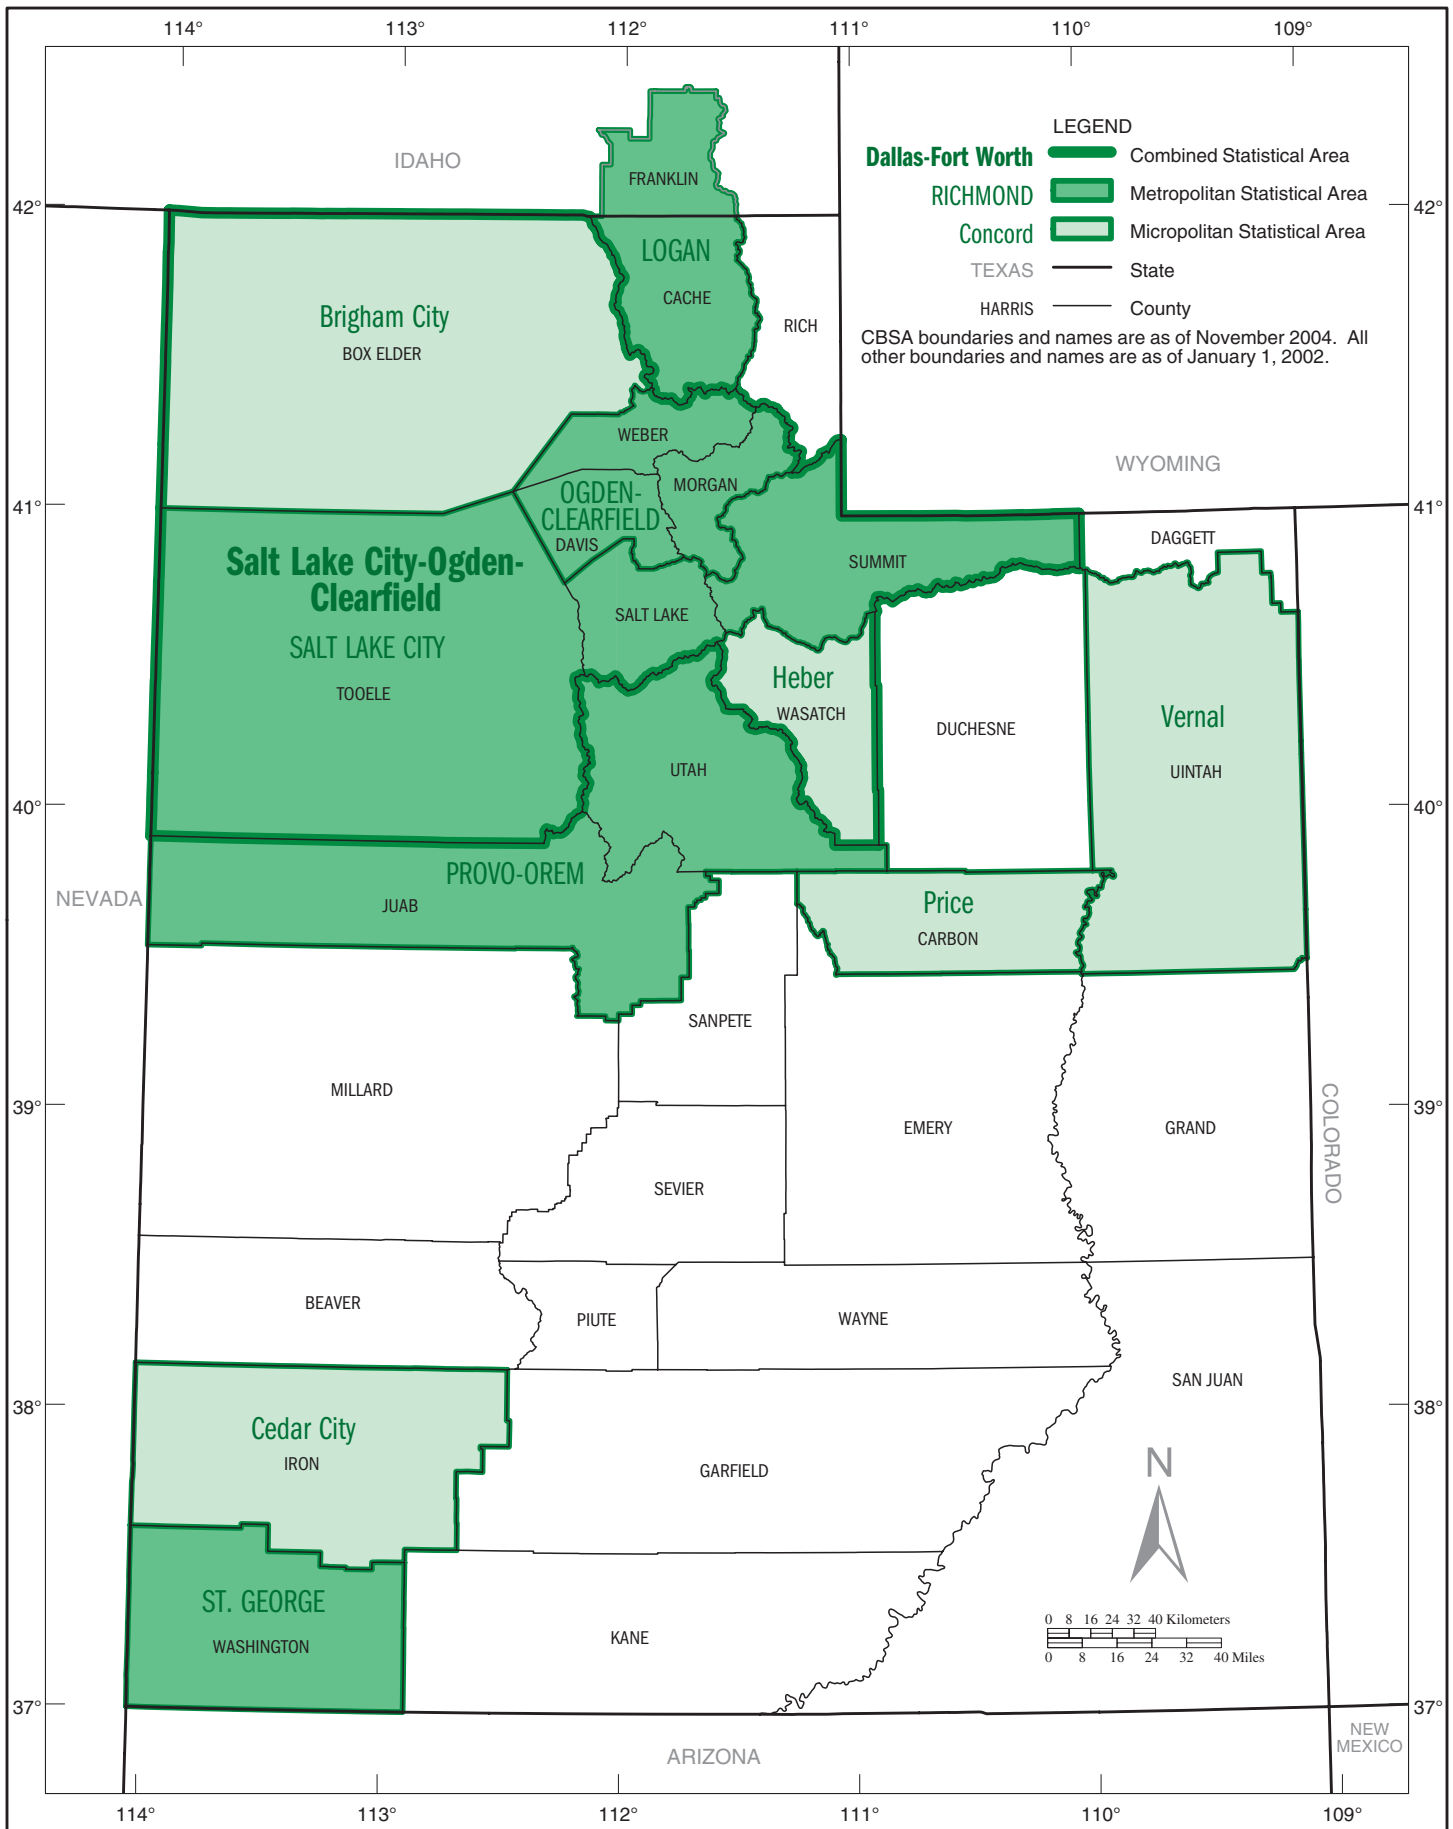 114°
113°
112°
111°
110°
109°
LEGEND
Dallas-Fort Worth
Combined Statistical Area
RICHMOND
Metropolitan Statistical Area
Concord
Micropolitan Statistical Area
TEXAS
State
HARRIS
County
CBSA boundaries and names are as of November 2004. All
other boundaries and names are as of January 1, 2002.
IDAHO
FRANKLIN
42°
42°
LOGAN
CACHE
RICH
Brigham City
BOX ELDER
WEBER
WYOMING
MORGAN
OGDEN-
CLEARFIELD
DAVIS
41°
41°
DAGGETT
Salt Lake City-Ogden-
Clearfield
SUMMIT
SALT LAKE
SALT LAKE CITY
TOOELE
Heber
WASATCH
DUCHESNE
Vernal
UINTAH
UTAH
40°
40°
PROVO-OREM
JUAB
NEVADA
Price
CARBON
SANPETE
MILLARD
39°
39°
EMERY
GRAND
COLORADO
SEVIER
BEAVER
PIUTE
WAYNE
SAN JUAN
38°
38°
Cedar City
IRON
GARFIELD
N
ST. GEORGE
WASHINGTON
KANE
0 8 16 24 32 40 Kilometers
0 8 16 24 32 40 Miles
37°
37°
ARIZONA
NEW
MEXICO
114°
113°
112°
111°
110°
109°